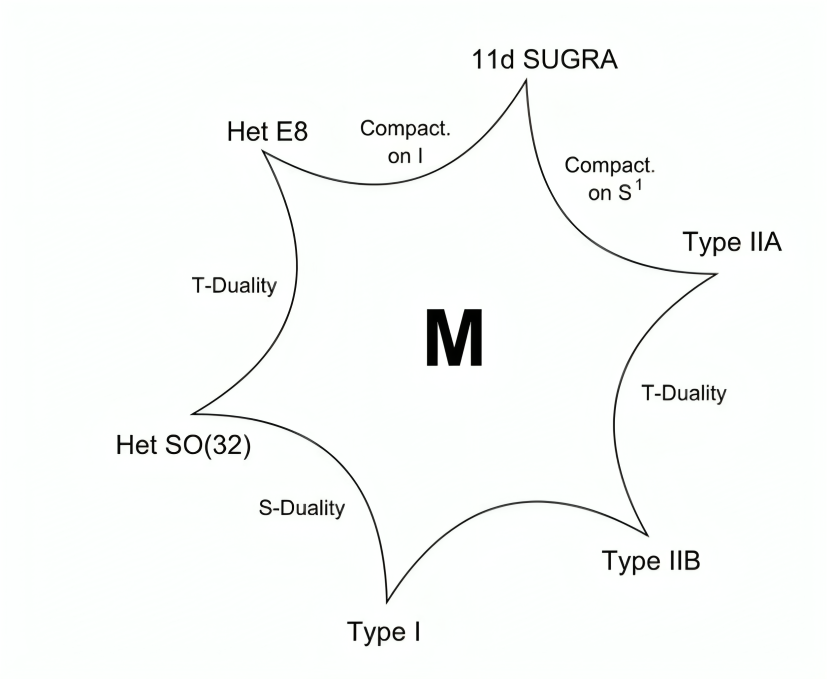 11d SUGRA
Het E8
Compact.
on I
Compact.
on S¹
Type IIA
T-Duality
M
T-Duality
Het SO(32)
S-Duality
Type IIB
Type I